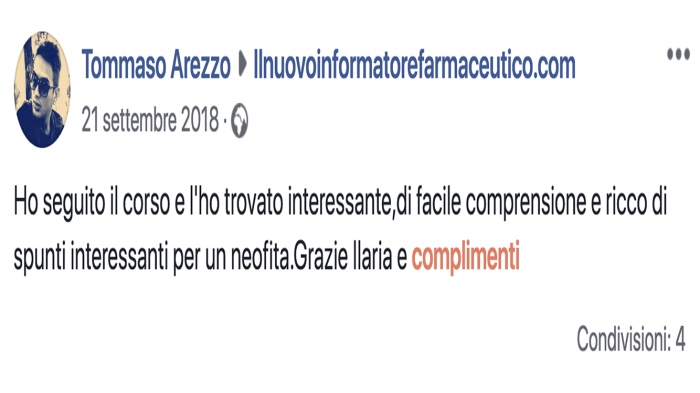 Tommaso Arezzo Ilnuovoinformatorefarmaceutico.com
21 settembre 2018 ·
Ho seguito il corso e l'ho trovato interessante,di facile comprensione e ricco di
spunti interessanti per un neofita.Grazie Ilaria e complimenti
Condivisioni: 4